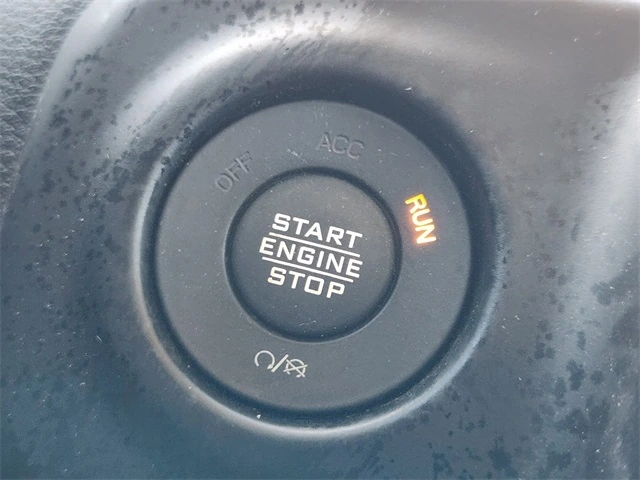 OFF
ACC
RUN
START
ENGINE
STOP